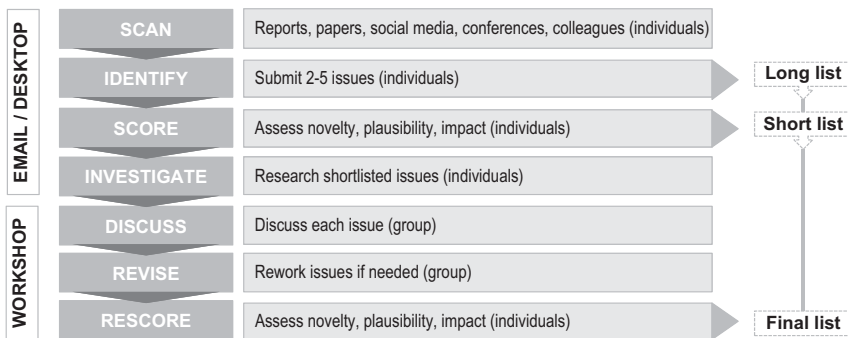 EMAIL / DESKTOP
SCAN
Reports, papers, social media, conferences, colleagues (individuals)
IDENTIFY
Submit 2-5 issues (individuals)
Long list
SCORE
Assess novelty, plausibility, impact (individuals)
Short list
INVESTIGATE
Research shortlisted issues (individuals)
WORKSHOP
DISCUSS
Discuss each issue (group)
REVISE
Rework issues if needed (group)
RESCORE
Assess novelty, plausibility, impact (individuals)
Final list